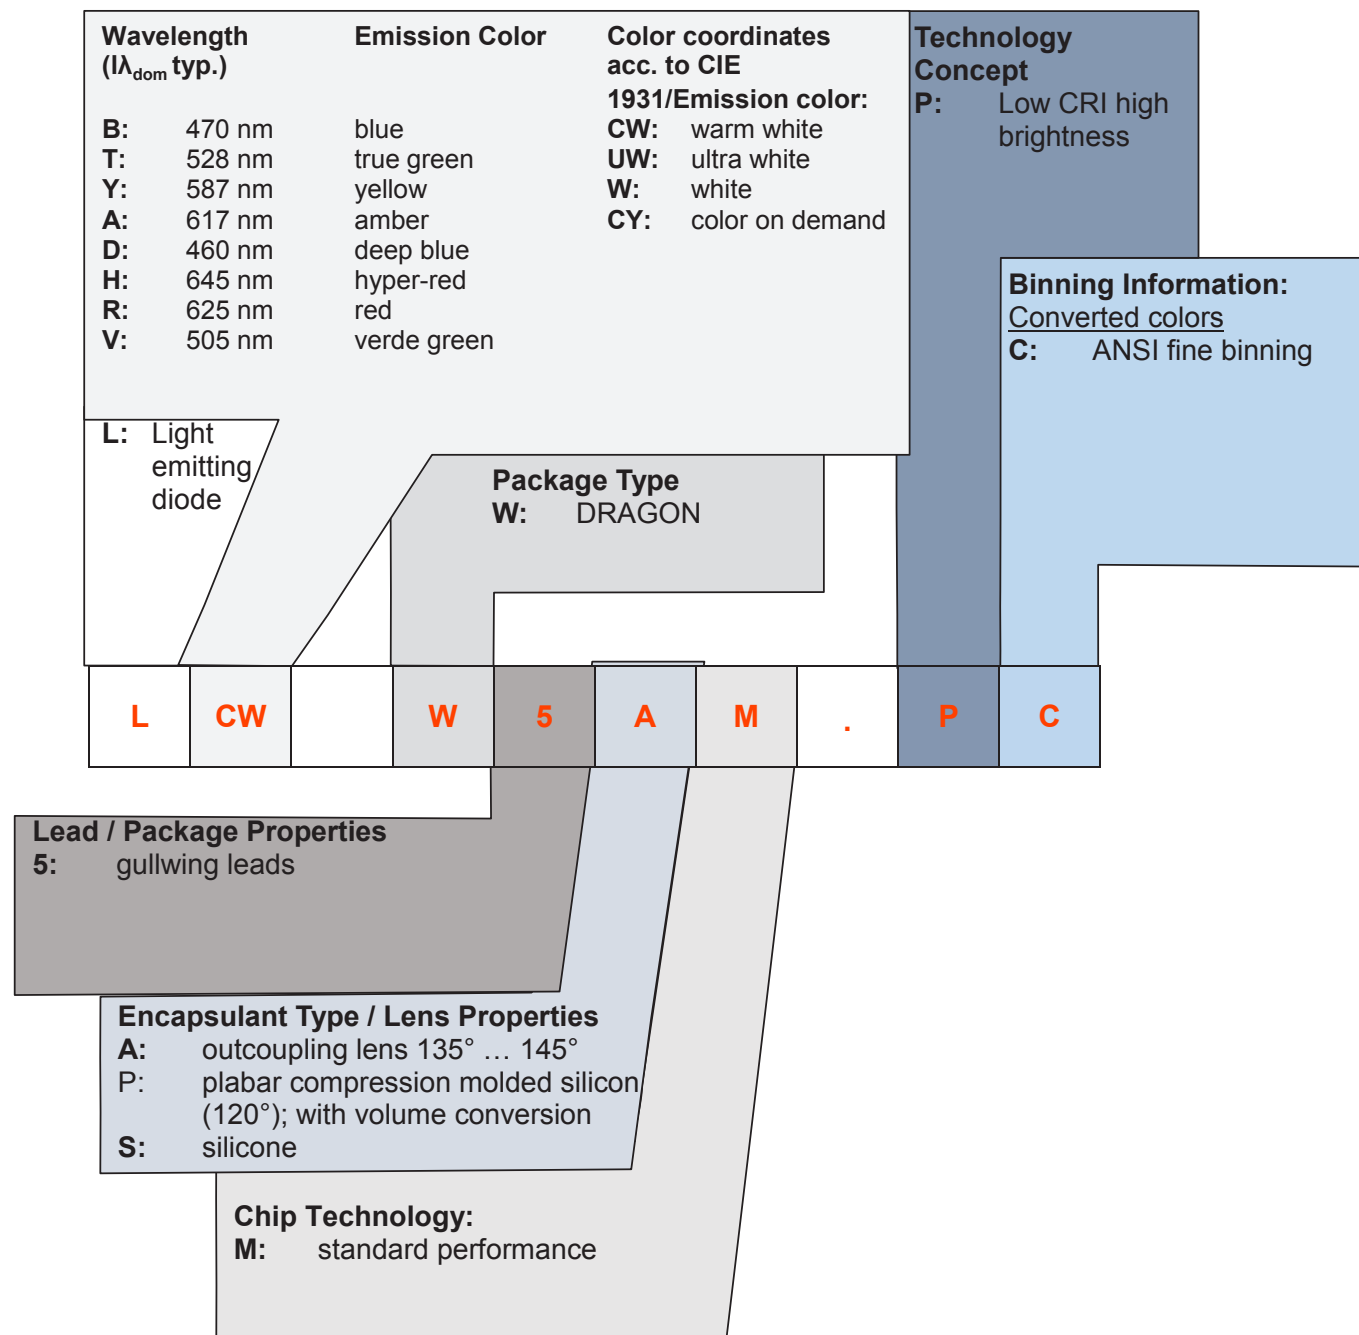 Wavelength Emission Color Color coordinates
(lλdom typ.) acc. to CIE
1931/Emission color:
B: 470 nm blue CW: warm white
T: 528 nm true green UW: ultra white
Y: 587 nm yellow W: white
A: 617 nm amber CY: color on demand
D: 460 nm deep blue
H: 645 nm hyper-red
R: 625 nm red
V: 505 nm verde green
Technology
Concept
P: Low CRI high
brightness
Binning Information:
Converted colors
C: ANSI fine binning
L: Light
emitting
diode
Package Type
W: DRAGON
L CW W 5 A M . P C
Lead / Package Properties
5: gullwing leads
Encapsulant Type / Lens Properties
A: outcoupling lens 135° … 145°
P: plabar compression molded silicon
(120°); with volume conversion
S: silicone
Chip Technology:
M: standard performance